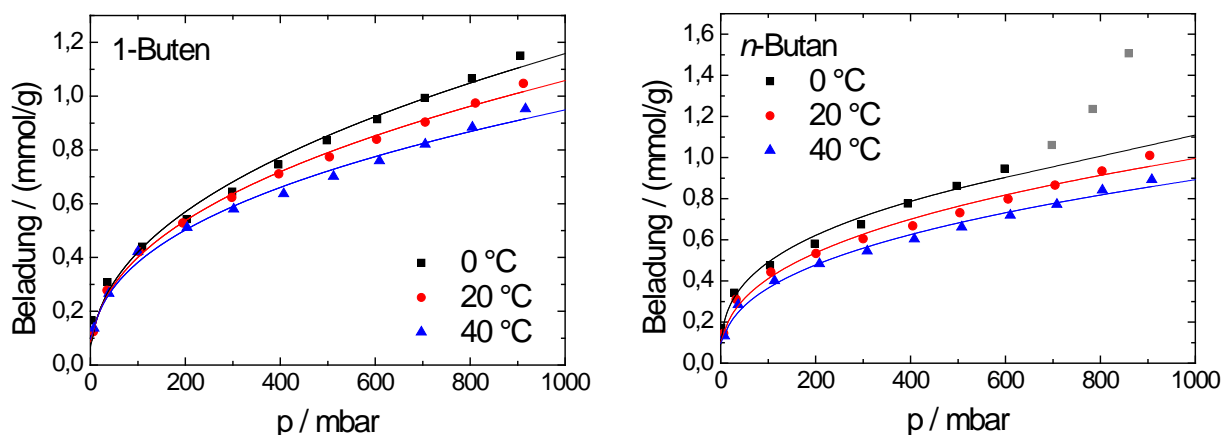 1-Buten
Beladung / (mmol/g)
1,2
1,0
0,8
0,6
0,4
0,2
0,0
0 °C
20 °C
40 °C
0 200 400 600 800 1000
p / mbar
n-Butan
0 °C
20 °C
40 °C
Beladung / (mmol/g)
1,6
1,4
1,2
1,0
0,8
0,6
0,4
0,2
0,0
0 200 400 600 800 1000
p / mbar